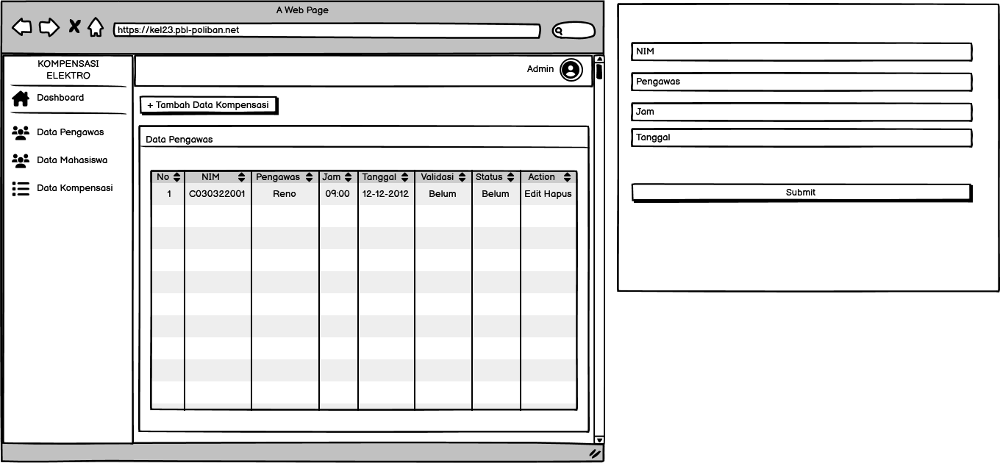 A Web Page
https://kel23.pbl-poliban.net
KOMPENSASI
ELEKTRO
Dashboard
Data Pengawas
Data Mahasiswa
Data Kompensasi
Admin
+ Tambah Data Kompensasi
Data Pengawas
No NIM Pengawas Jam Tanggal Validasi Status Action
1 C030322001 Reno 09:00 12-12-2012 Belum Belum Edit Hapus
NIM
Pengawas
Jam
Tanggal
Submit